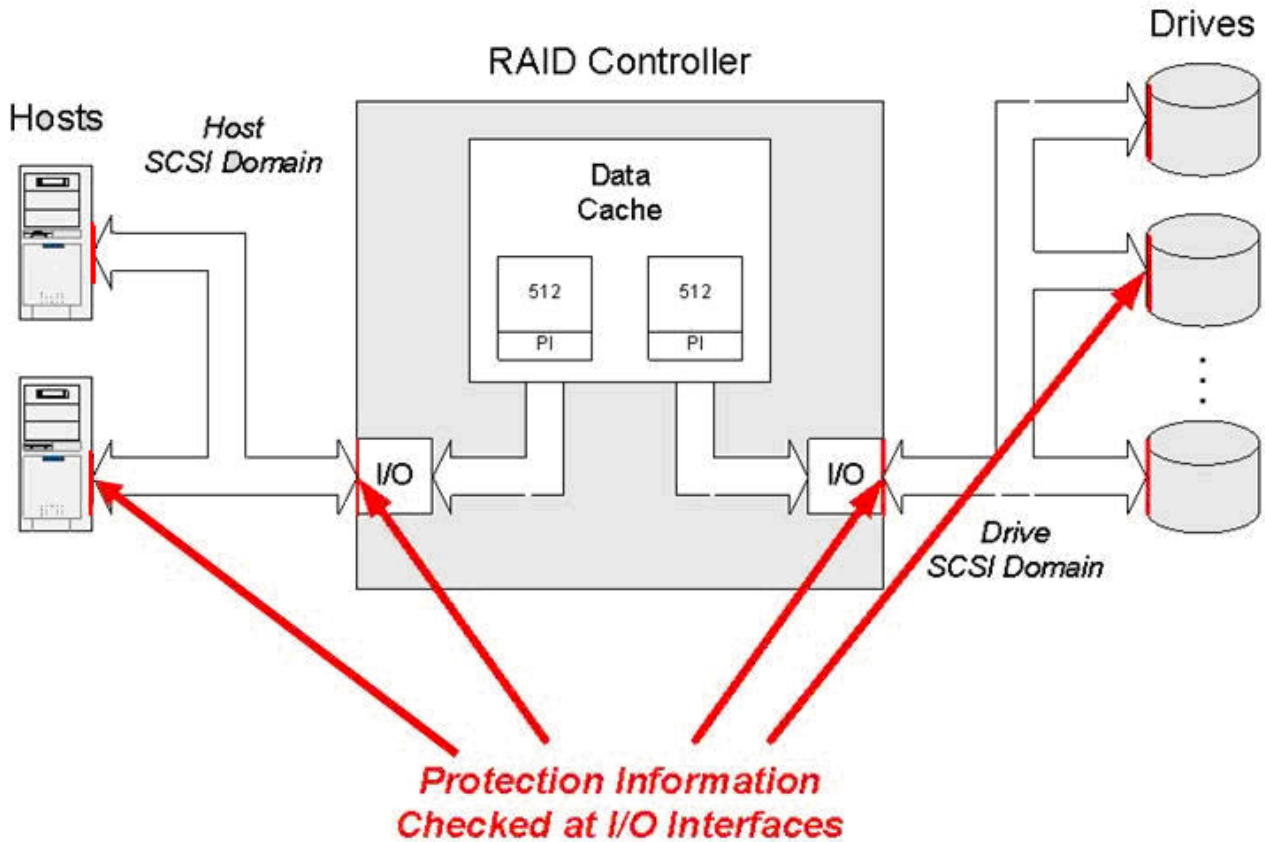 Drives
RAID Controller
Hosts
Host
SCSI Domain
Data
Cache
512
PI
512
PI
I/O
I/O
Drive
SCSI Domain
Protection Information
Checked at I/O Interfaces